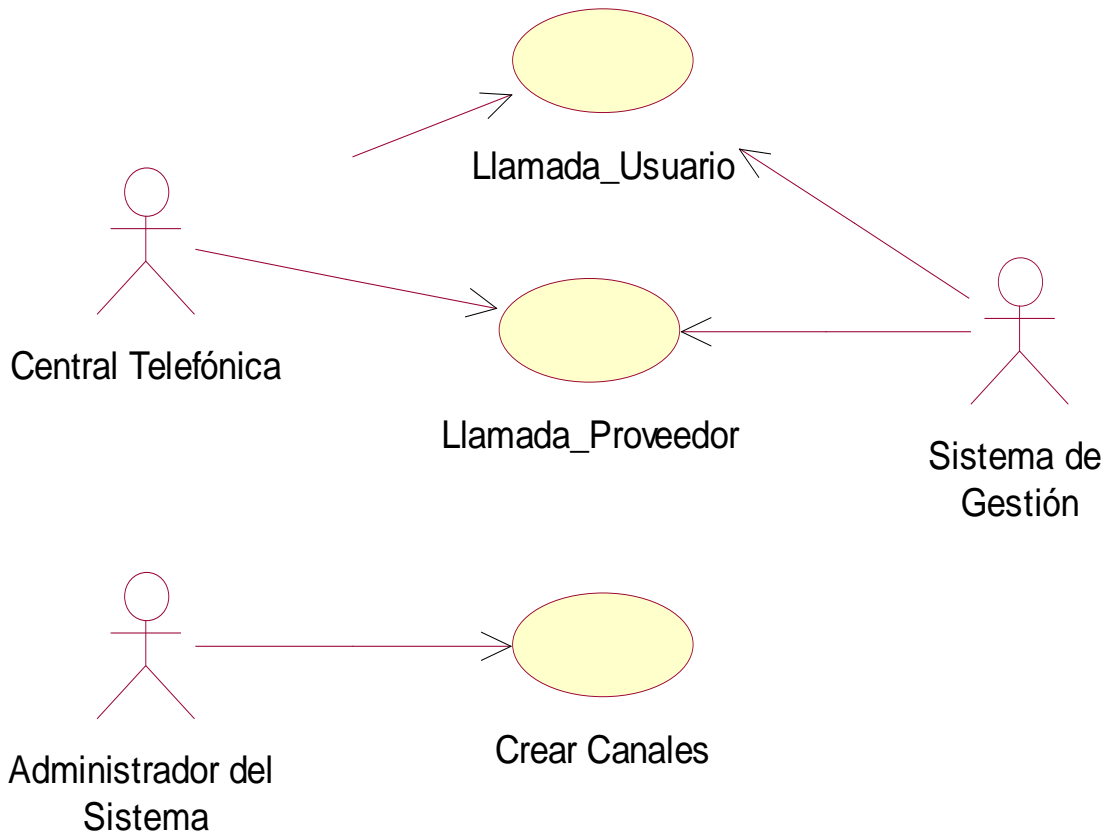 Llamada_Usuario
Central Telefónica
Llamada_Proveedor
Sistema de
Gestión
Crear Canales
Administrador del
Sistema